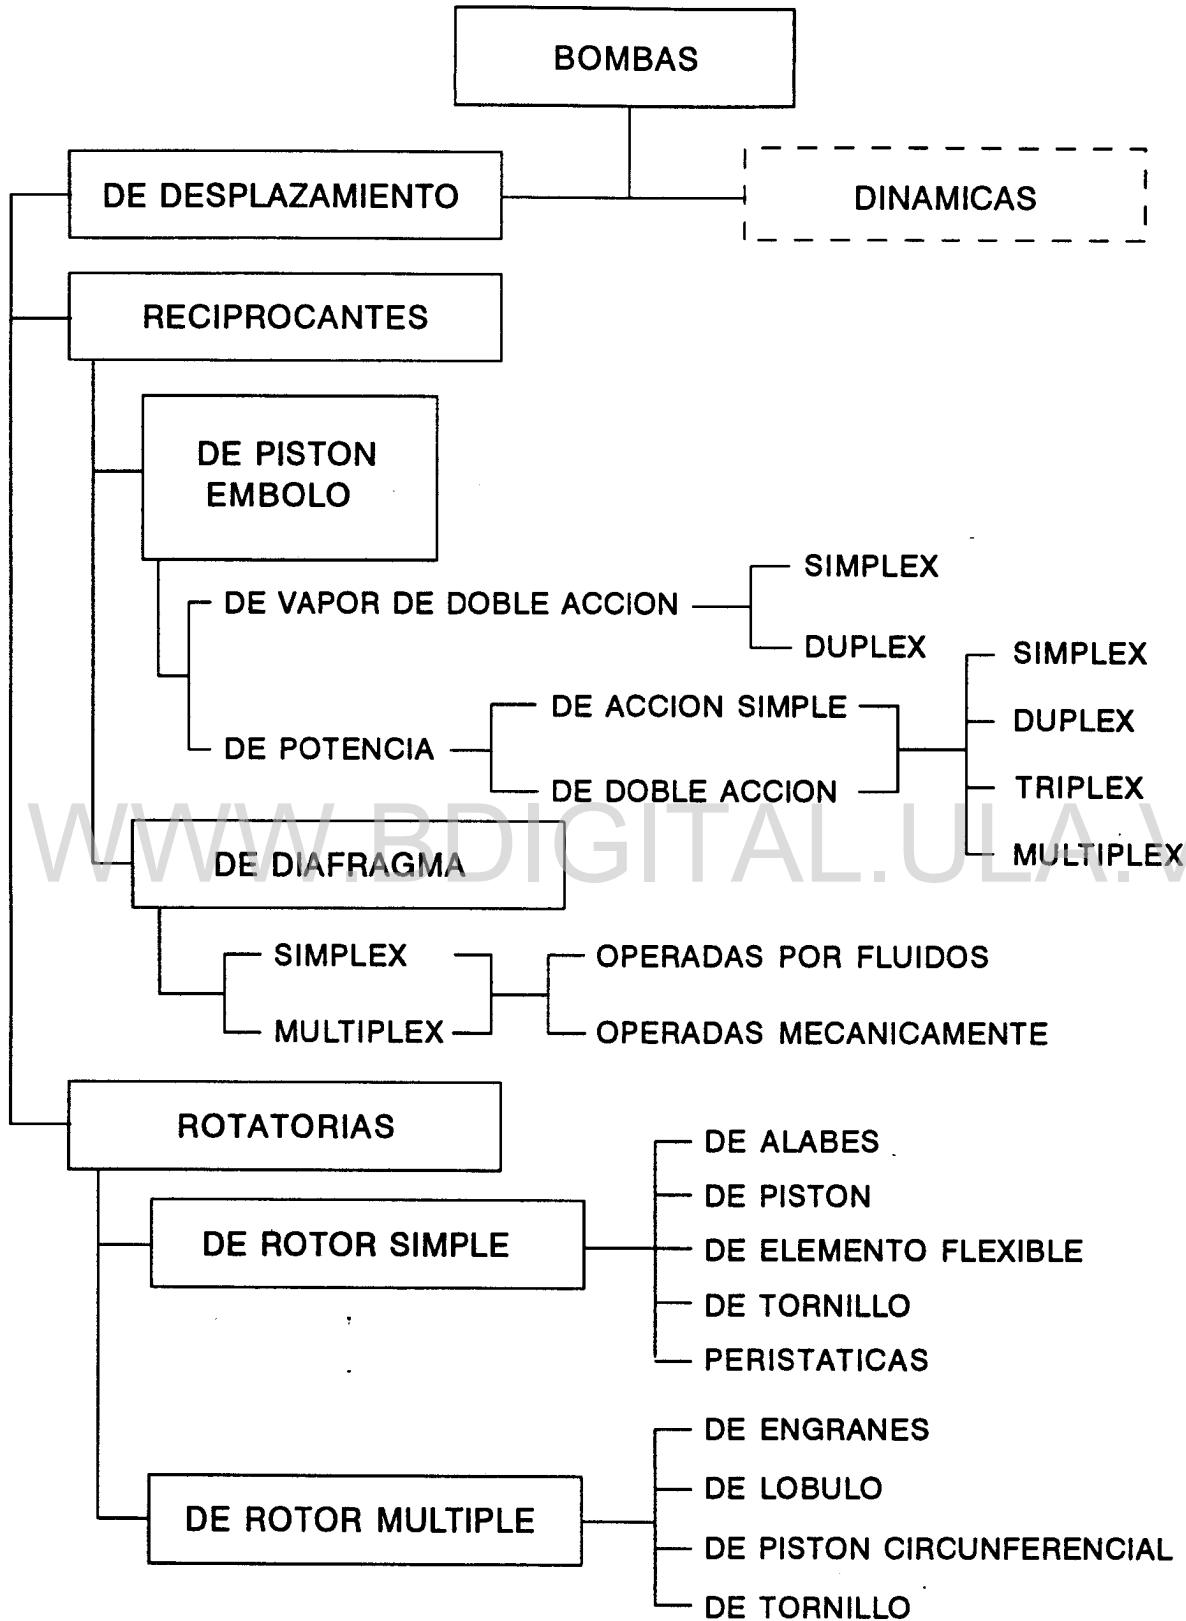 BOMBAS
DE DESPLAZAMIENTO
DINAMICAS
RECIPROCANTES
DE PISTON
EMBOLO
DE VAPOR DE DOBLE ACCION
SIMPLEX
DUPLEX
DE POTENCIA
DE ACCION SIMPLE
DE DOBLE ACCION
SIMPLEX
DUPLEX
TRIPLEX
MULTIPLEX
WWW.BDIGITAL.ULA.V
DE DIAFRAGMA
SIMPLEX
MULTIPLEX
OPERADAS POR FLUIDOS
OPERADAS MECANICAMENTE
ROTATORIAS
DE ROTOR SIMPLE
DE ALABES
DE PISTON
DE ELEMENTO FLEXIBLE
DE TORNILLO
PERISTATICAS
DE ROTOR MULTIPLE
DE ENGRANES
DE LOBULO
DE PISTON CIRCUNFERENCIAL
DE TORNILLO